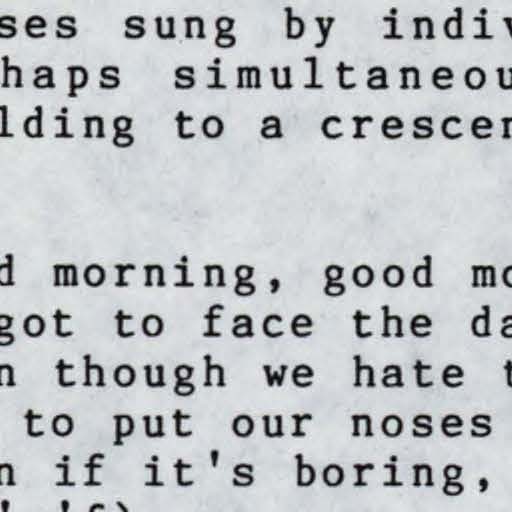 ses sung by indiv
haps simultaneou
lding to a crescen
d morning, good mo
got to face the da
n though we hate t
to put our noses
n if it's boring,